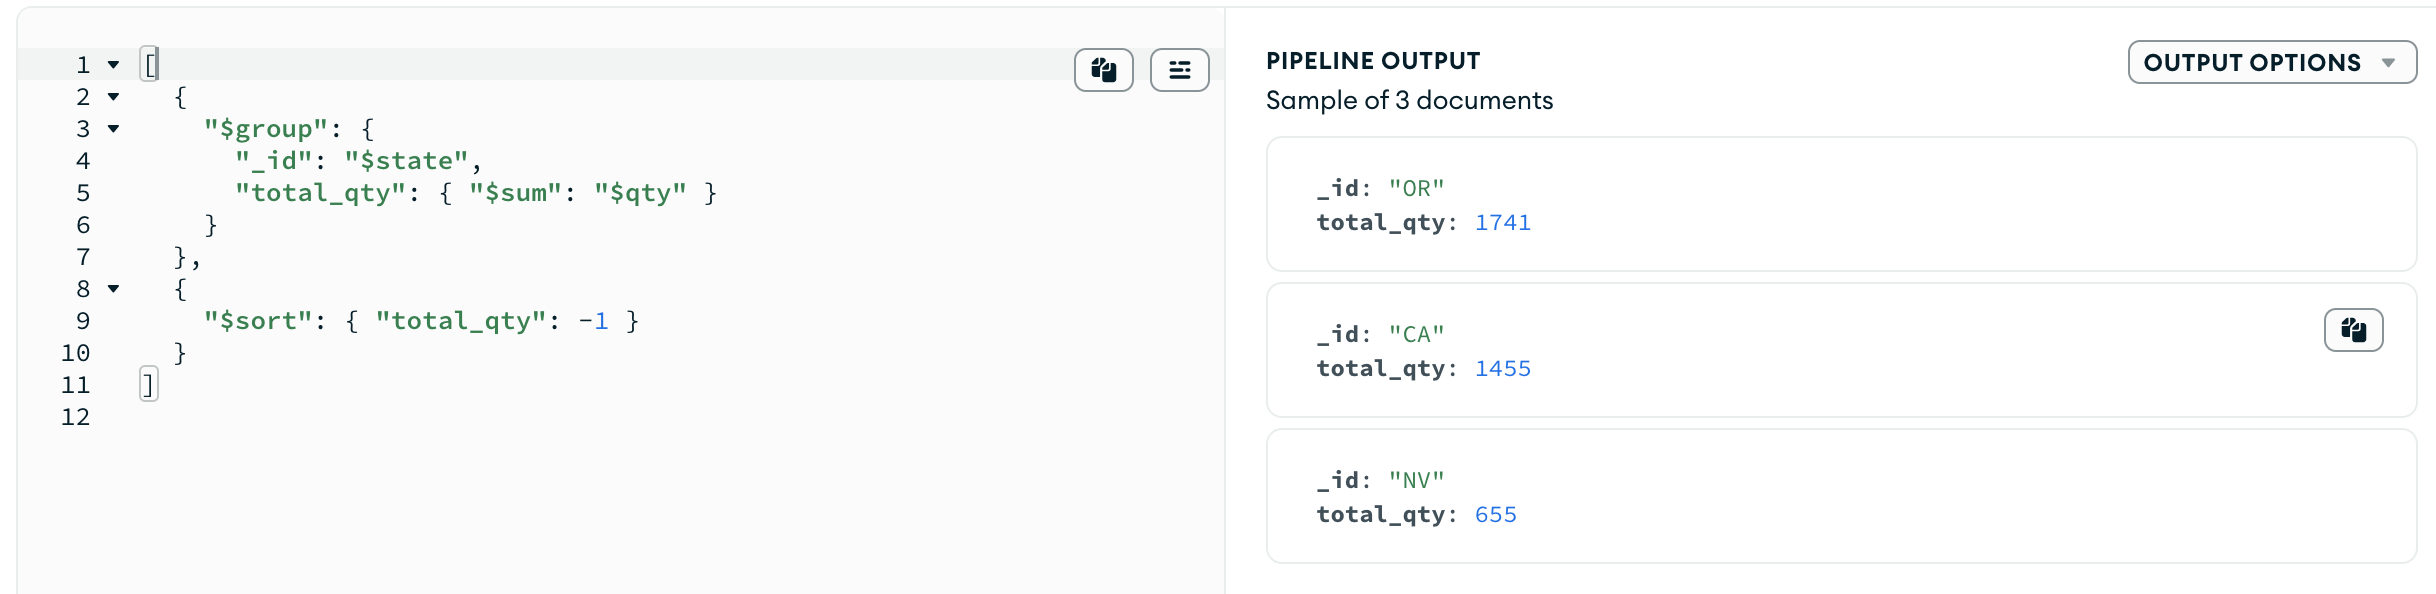 1 [
2 {
3 "$group": {
4 "_id": "$state",
5 "total_qty": { "$sum": "$qty" }
6 }
7 },
8 {
9 "$sort": { "total_qty": -1 }
10 }
11 ]
12
PIPELINE OUTPUT
OUTPUT OPTIONS
Sample of 3 documents
_id: "OR"
total_qty: 1741
_id: "CA"
total_qty: 1455
_id: "NV"
total_qty: 655